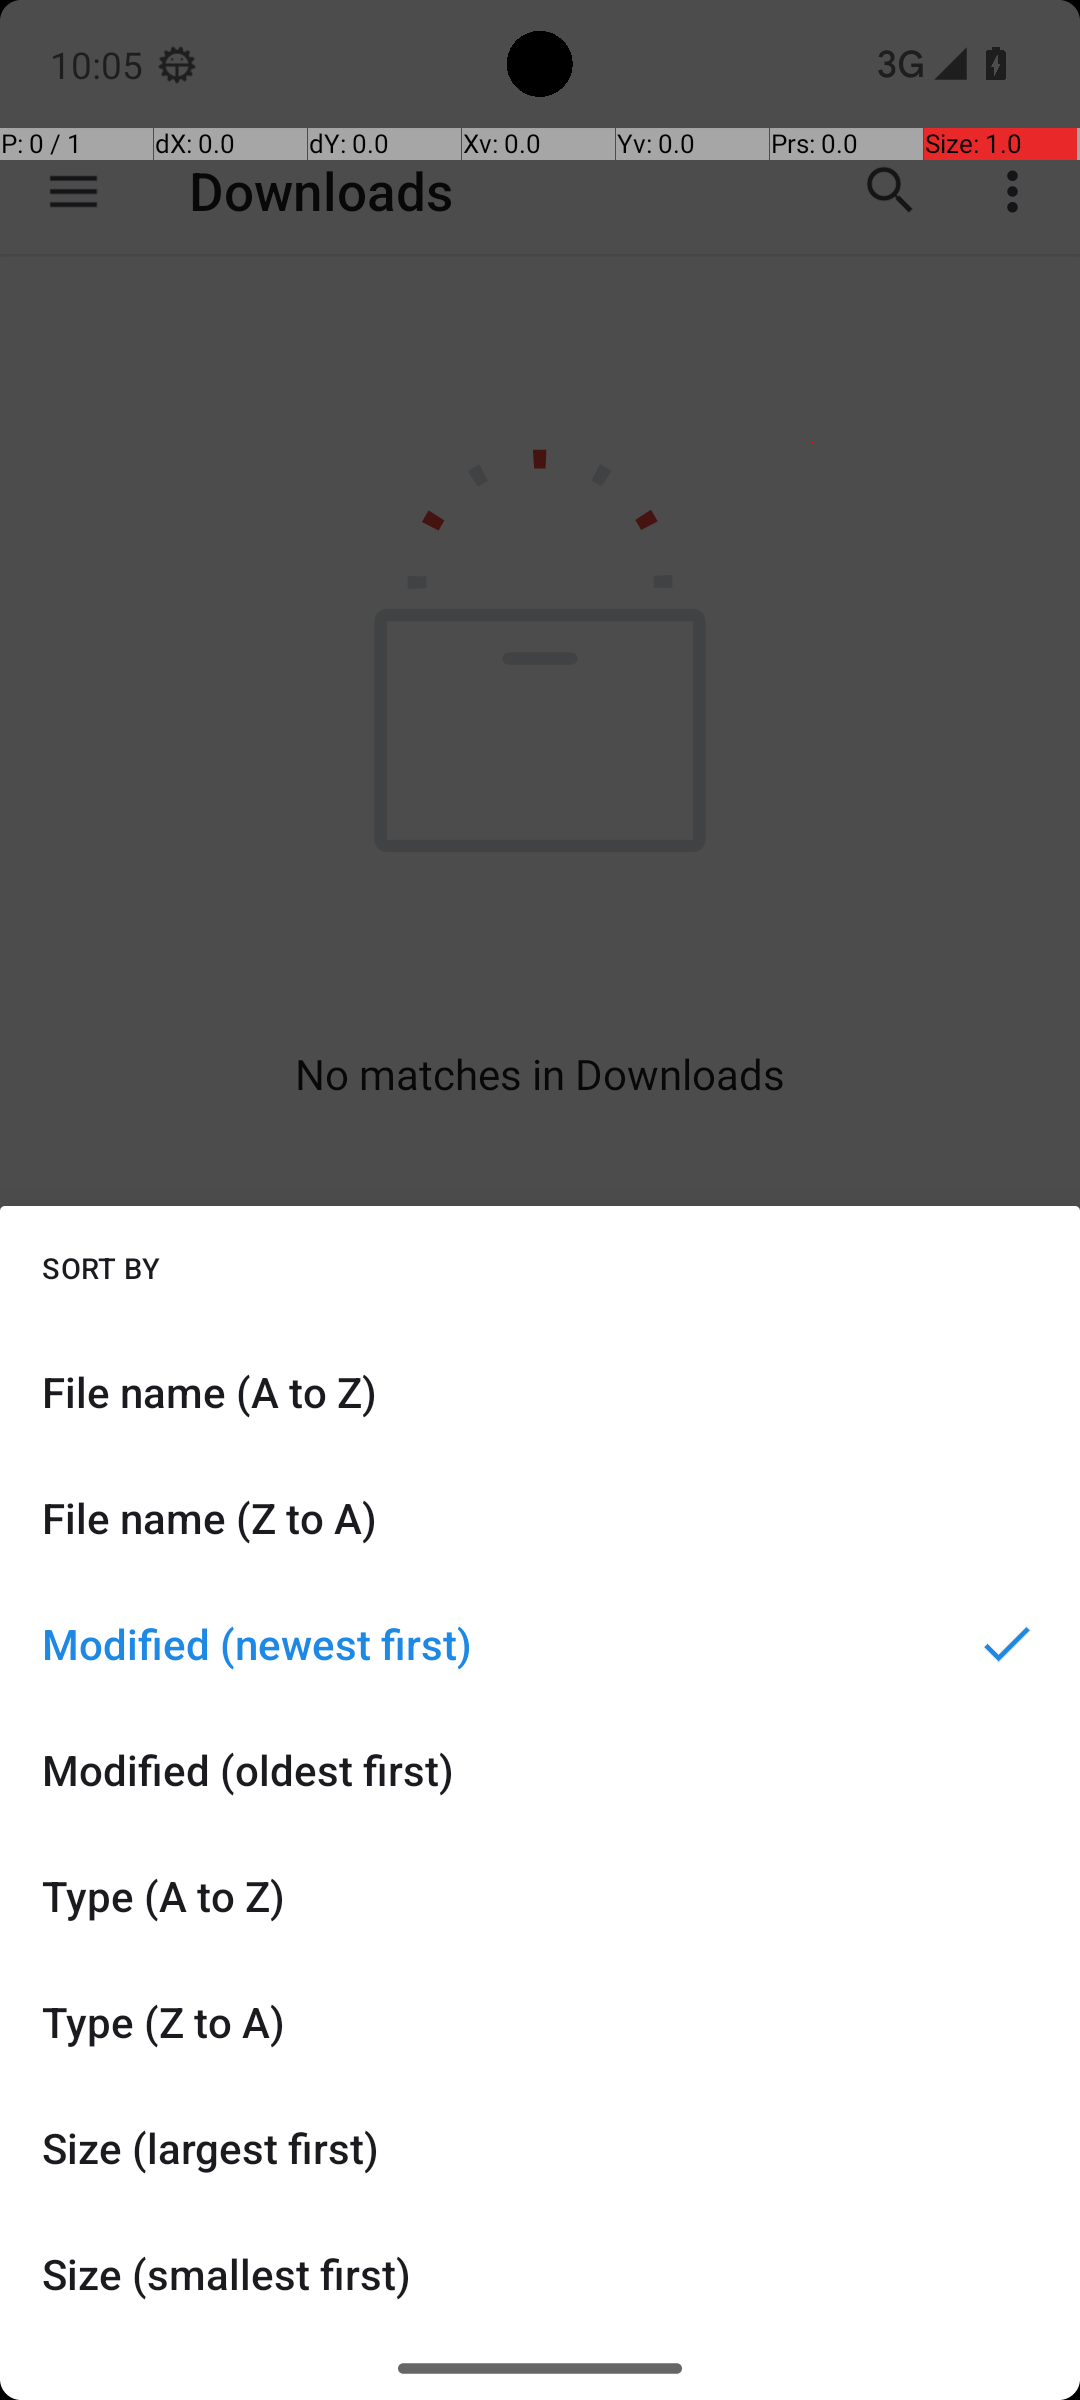 10:05
3G
P: 0 / 1
dX: 0.0
dY: 0.0
Xv: 0.0
Yv: 0.0
Prs: 0.0
Size: 1.0
Downloads
No matches in Downloads
SORT BY
File name (A to Z)
File name (Z to A)
Modified (newest first)
Modified (oldest first)
Type (A to Z)
Type (Z to A)
Size (largest first)
Size (smallest first)